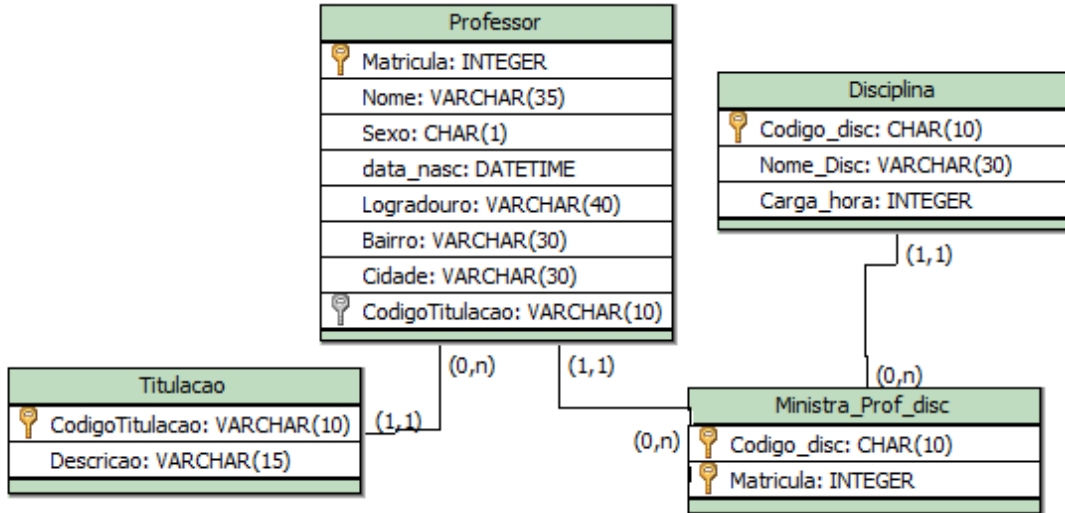 Professor
Matricula: INTEGER
Nome: VARCHAR(35)
Sexo: CHAR(1)
data_nasc: DATETIME
Logradouro: VARCHAR(40)
Bairro: VARCHAR(30)
Cidade: VARCHAR(30)
CodigoTitulacao: VARCHAR(10)
Disciplina
Codigo_disc: CHAR(10)
Nome_Disc: VARCHAR(30)
Carga_hora: INTEGER
(1,1)
(0,n)
(1,1)
(0,n)
Titulacao
CodigoTitulacao: VARCHAR(10)
Descricao: VARCHAR(15)
(1,1)
(0,n)
Ministra_Prof_disc
Codigo_disc: CHAR(10)
Matricula: INTEGER